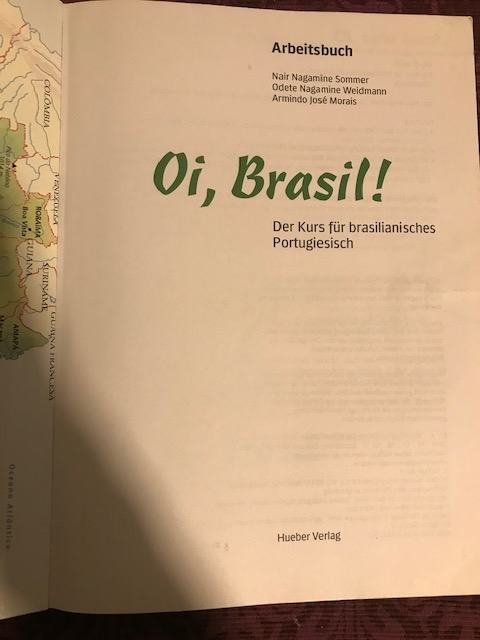 Arbeitsbuch
Nair Nagamine Sommer
Odete Nagamine Weidmann
Armindo José Morais
Oi, Brasil!
Der Kurs für brasilianisches
Portugiesisch
Hueber Verlag
COLÔMBIA
VENEZUELA
RORAIMA
Boa Vista
GUIANA
SURINAME
GUIANA FRANCESA
AMAPÁ
Oceano Atlântico